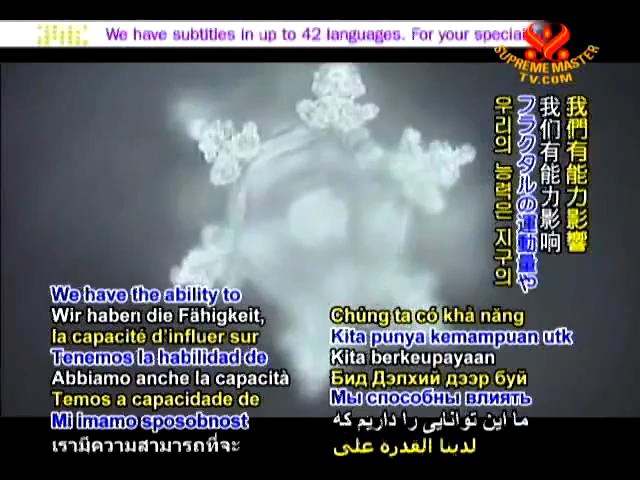 We have subtitles in up to 42 languages. For your special
SUPREME MASTER
TV.COM
我們有能力影響
我们有能力影响
フラクタルの運動量や
우리의 능력은 지구의
We have the ability to
Wir haben die Fähigkeit,
la capacité d'influer sur
Tenemos la habilidad de
Abbiamo anche la capacità
Temos a capacidade de
Mi imamo sposobnost
เรามีความสามารถที่จะ
Chúng ta có khả năng
Kita punya kemampuan utk
Kita berkeupayaan
Бид Дэлхий дээр буй
Мы способны влиять
ما این توانایی را داریم که
لدينا القدرة على